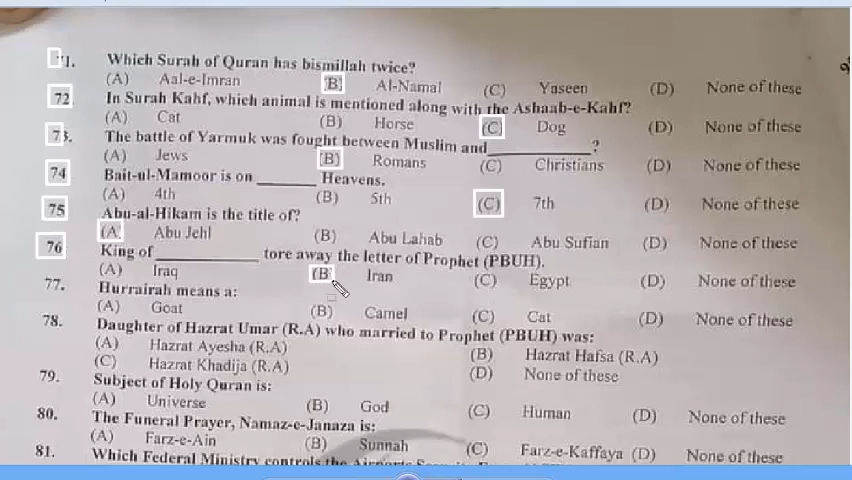 71. Which Surah of Quran has bismillah twice?
(A) Aal-e-Imran (B) Al-Namal (C) Yaseen (D) None of these
72 In Surah Kahf, which animal is mentioned along with the Ashaab-e-Kahf?
(A) Cat (B) Horse (C) Dog (D) None of these
73. The battle of Yarmuk was fought between Muslim and__________?
(A) Jews (B) Romans (C) Christians (D) None of these
74 Bait-ul-Mamoor is on ______ Heavens.
(A) 4th (B) 5th (C) 7th (D) None of these
75 Abu-al-Hikam is the title of?
(A) Abu Jehl (B) Abu Lahab (C) Abu Sufian (D) None of these
76 King of __________ tore away the letter of Prophet (PBUH).
(A) Iraq (B) Iran (C) Egypt (D) None of these
77. Hurrairah means a:
(A) Goat (B) Camel (C) Cat (D) None of these
78. Daughter of Hazrat Umar (R.A) who married to Prophet (PBUH) was:
(A) Hazrat Ayesha (R.A) (B) Hazrat Hafsa (R.A)
(C) Hazrat Khadija (R.A) (D) None of these
79. Subject of Holy Quran is:
(A) Universe (B) God (C) Human (D) None of these
80. The Funeral Prayer, Namaz-e-Janaza is:
(A) Farz-e-Ain (B) Sunnah (C) Farz-e-Kaffaya (D) None of these
81. Which Federal Ministry controls the